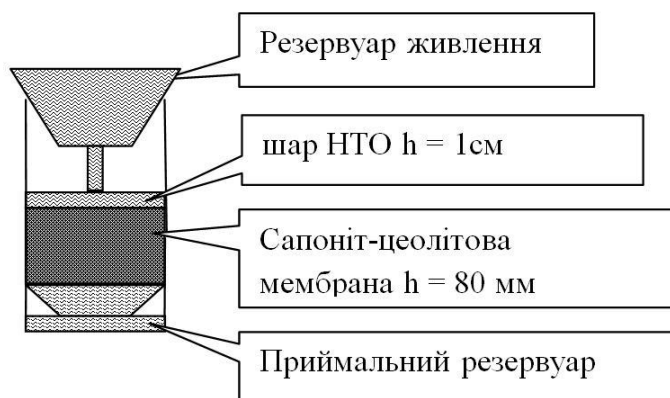 Резервуар живлення
шар НТО h = 1см
Сапоніт-цеолітова
мембрана h = 80 мм
Приймальний резервуар